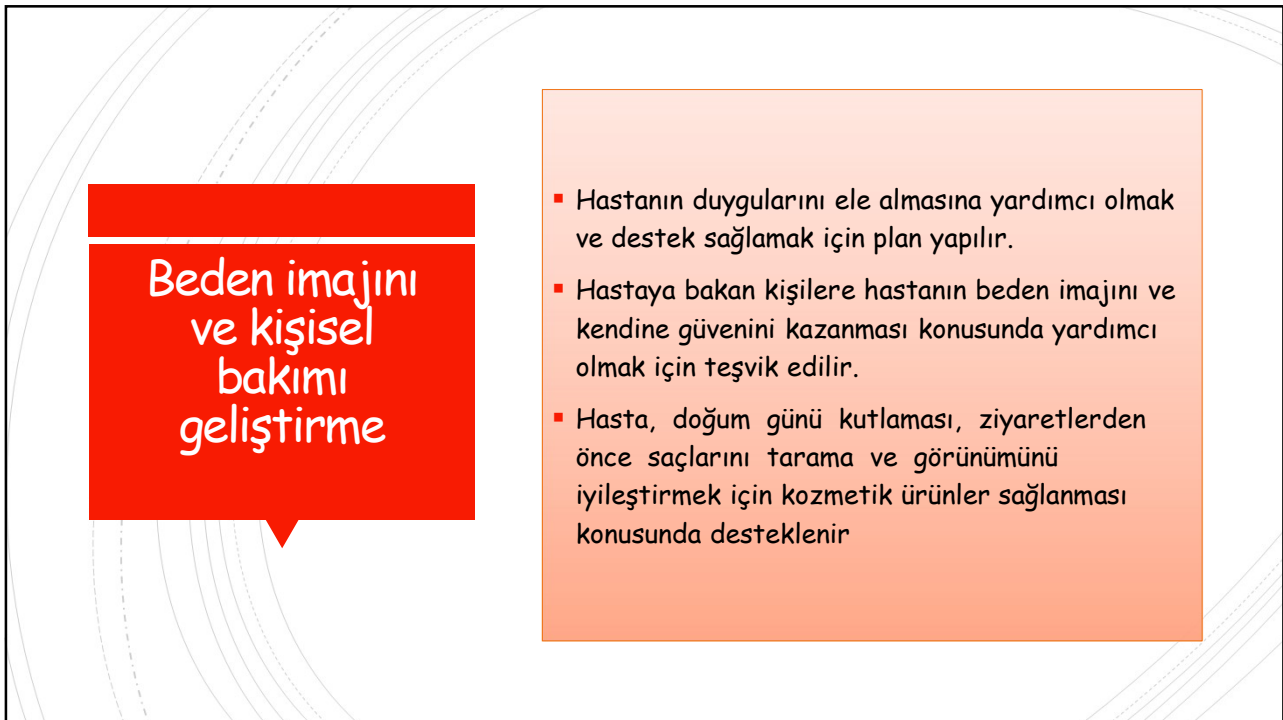 Beden imajını
ve kişisel
bakımı
geliştirme
▪ Hastanın duygularını ele almasına yardımcı olmak
ve destek sağlamak için plan yapılır.
▪ Hastaya bakan kişilere hastanın beden imajını ve
kendine güvenini kazanması konusunda yardımcı
olmak için teşvik edilir.
▪ Hasta, doğum günü kutlaması, ziyaretlerden
önce saçlarını tarama ve görünümünü
iyileştirmek için kozmetik ürünler sağlanması
konusunda desteklenir